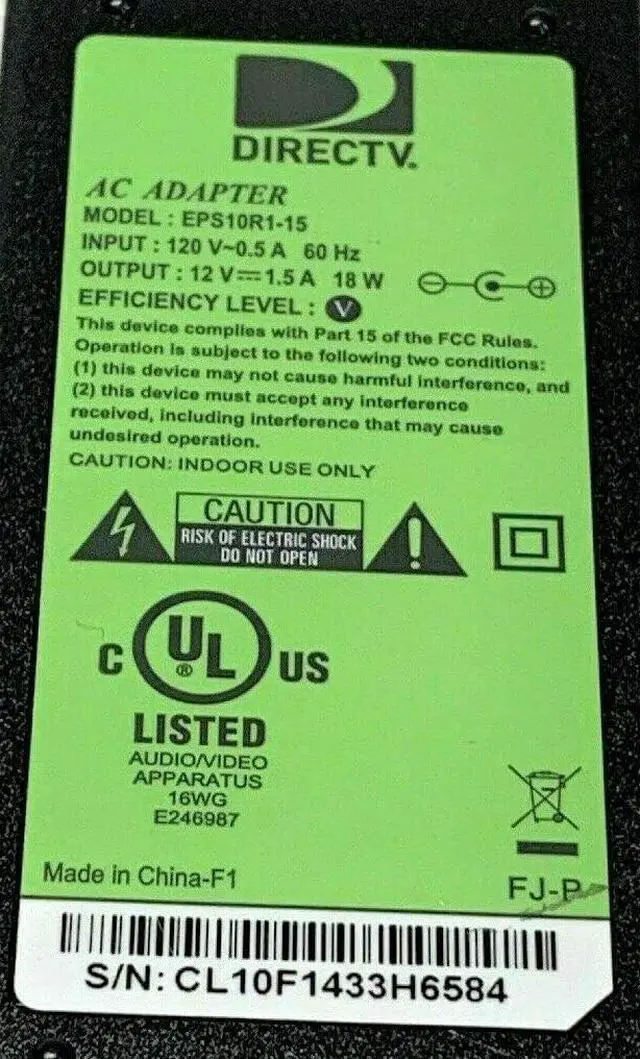 DIRECTV.
AC ADAPTER
MODEL : EPS10R1-15
INPUT : 120 V~0.5 A 60 Hz
OUTPUT : 12 V⎓1.5 A 18 W
EFFICIENCY LEVEL : V
This device complies with Part 15 of the FCC Rules.
Operation is subject to the following two conditions:
(1) this device may not cause harmful interference, and
(2) this device must accept any interference
received, including interference that may cause
undesired operation.
CAUTION: INDOOR USE ONLY
CAUTION
RISK OF ELECTRIC SHOCK
DO NOT OPEN
C UL® US
LISTED
AUDIO/VIDEO
APPARATUS
16WG
E246987
Made in China-F1
FJ-P
S/N: CL10F1433H6584